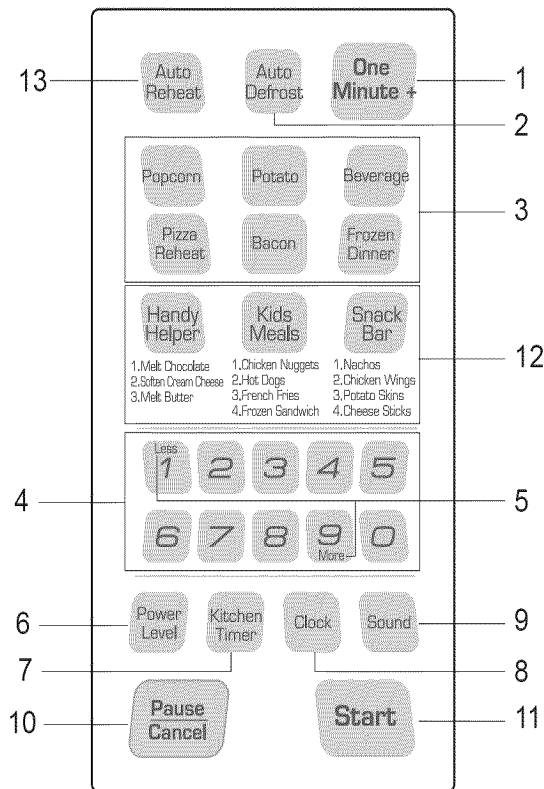 13
Auto
Reheat
Auto
Defrost
One
Minute +
1
2
Popcorn
Potato
Beverage
3
Pizza
Reheat
Bacon
Frozen
Dinner
Handy
Helper
Kids
Meals
Snack
Bar
12
1.Melt Chocolate
2.Soften Cream Cheese
3.Melt Butter
1.Chicken Nuggets
2.Hot Dogs
3.French Fries
4.Frozen Sandwich
1.Nachos
2.Chicken Wings
3.Potato Skins
4.Cheese Sticks
4
Less
1 2 3 4 5
5
6 7 8 9 0
More
6
Power
Level
Kitchen
Timer
Clock
Sound
9
7
8
10
Pause
Cancel
Start
11